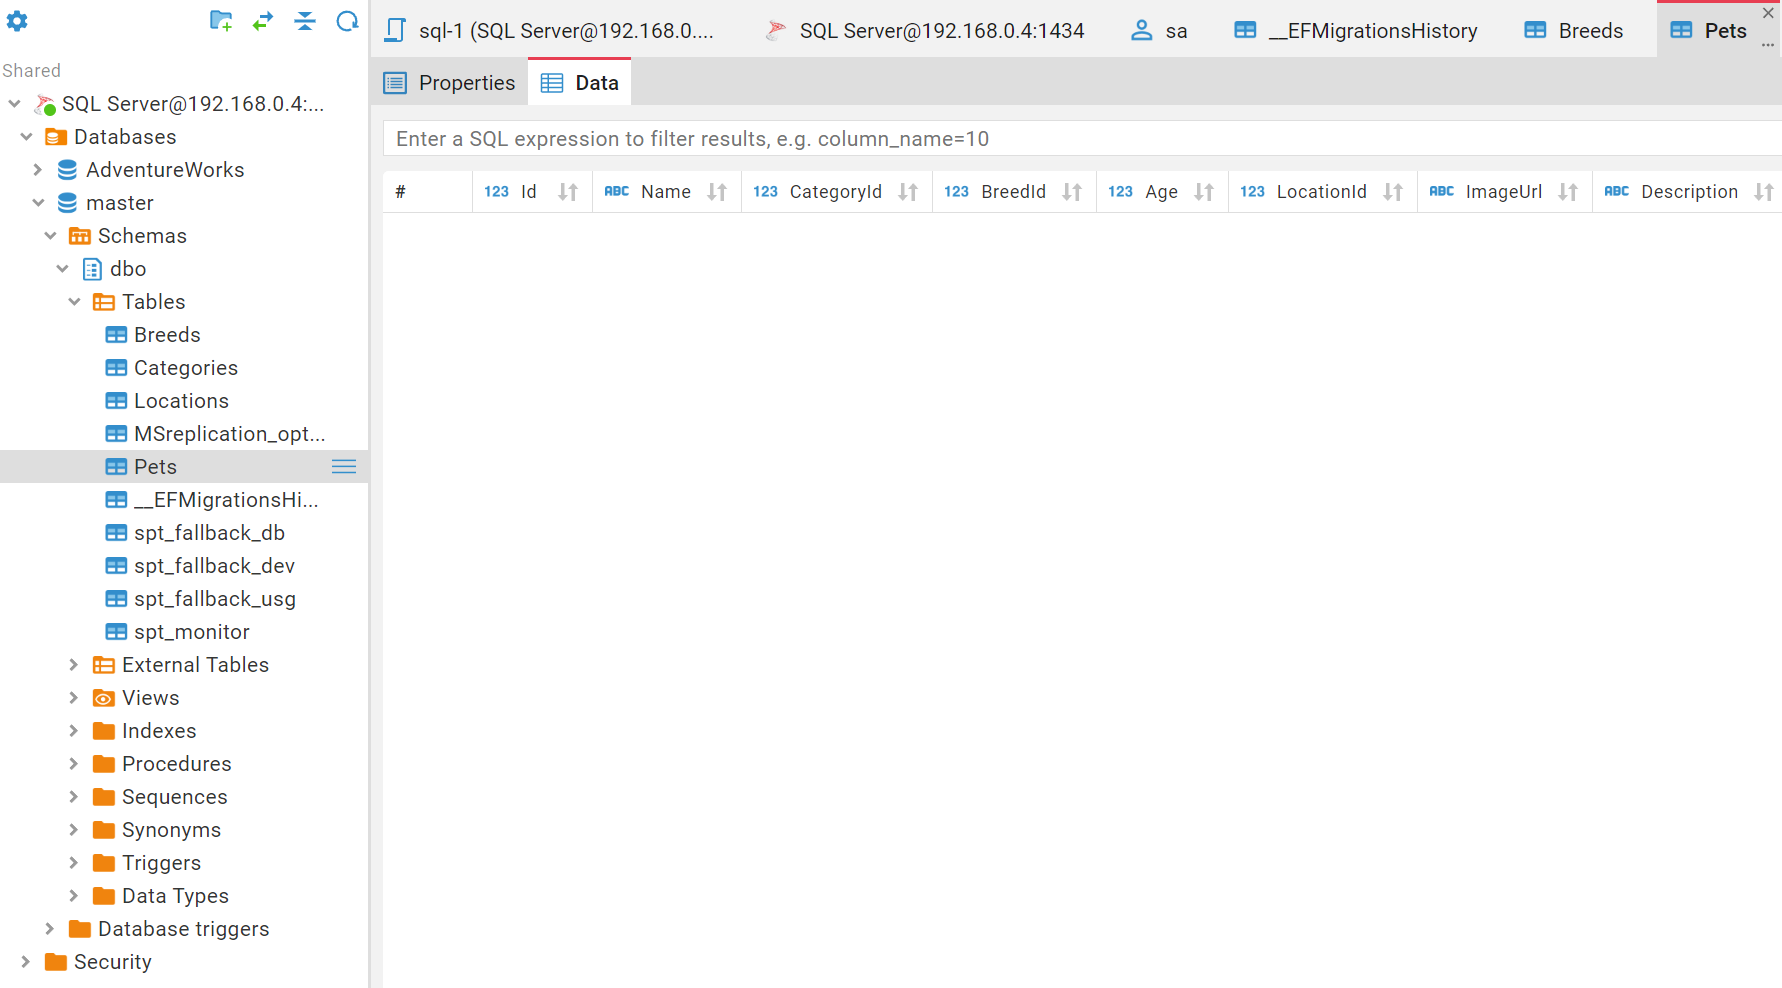 Shared
SQL Server@192.168.0.4:...
Databases
AdventureWorks
master
Schemas
dbo
Tables
Breeds
Categories
Locations
MSreplication_opt...
Pets
__EFMigrationsHi...
spt_fallback_db
spt_fallback_dev
spt_fallback_usg
spt_monitor
External Tables
Views
Indexes
Procedures
Sequences
Synonyms
Triggers
Data Types
Database triggers
Security
sql-1 (SQL Server@192.168.0.... SQL Server@192.168.0.4:1434 sa __EFMigrationsHistory Breeds Pets
Properties Data
Enter a SQL expression to filter results, e.g. column_name=10
# 123 Id ABC Name 123 CategoryId 123 BreedId 123 Age 123 LocationId ABC ImageUrl ABC Description